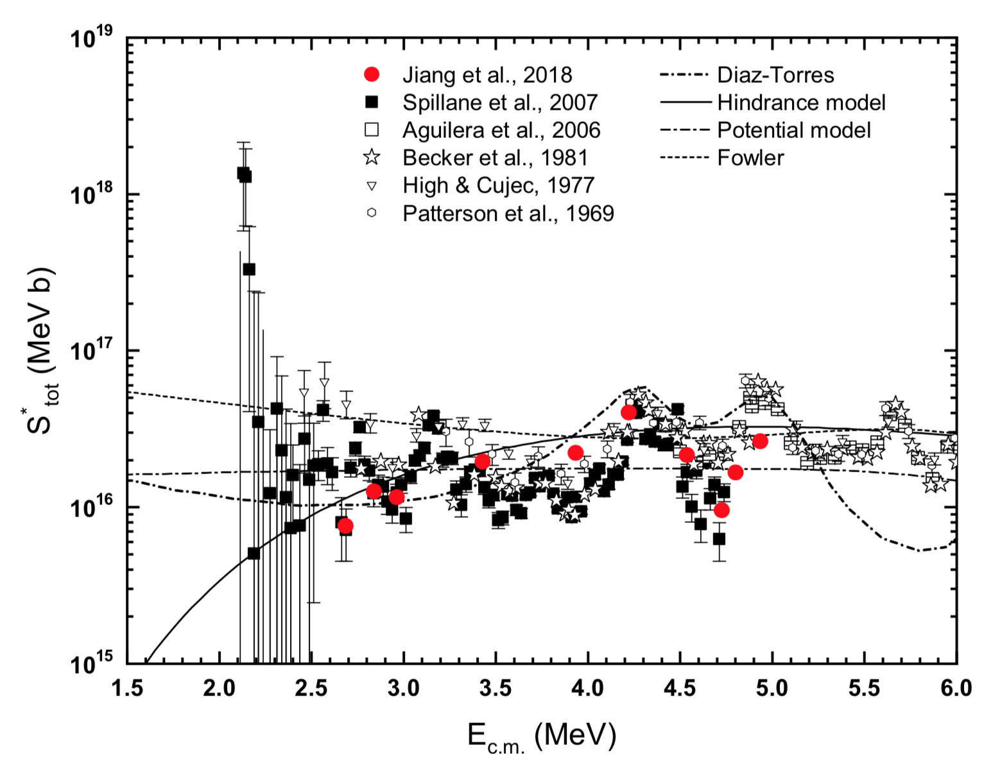 10^19
10^18
10^17
10^16
10^15
S*tot (MeV b)
Jiang et al., 2018
Spillane et al., 2007
Aguilera et al., 2006
Becker et al., 1981
High & Cujec, 1977
Patterson et al., 1969
Diaz-Torres
Hindrance model
Potential model
Fowler
1.5 2.0 2.5 3.0 3.5 4.0 4.5 5.0 5.5 6.0
Ec.m. (MeV)